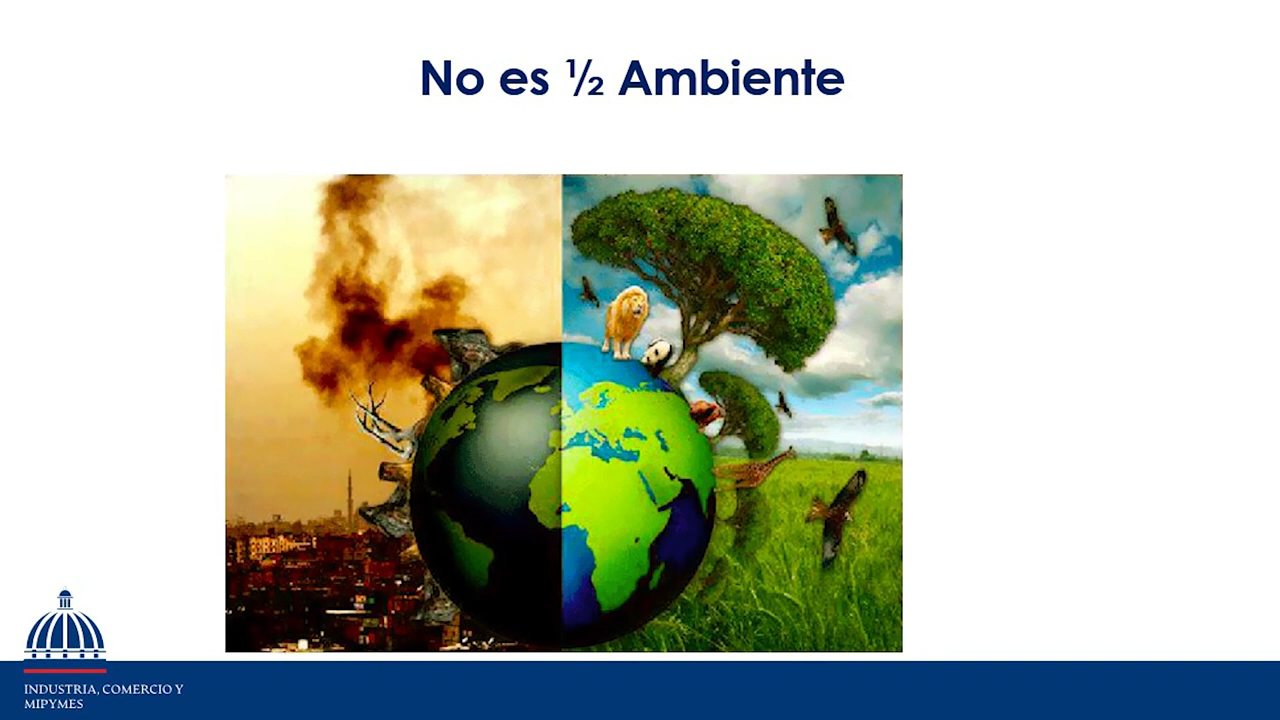 No es ½ Ambiente
INDUSTRIA, COMERCIO Y
MIPYMES